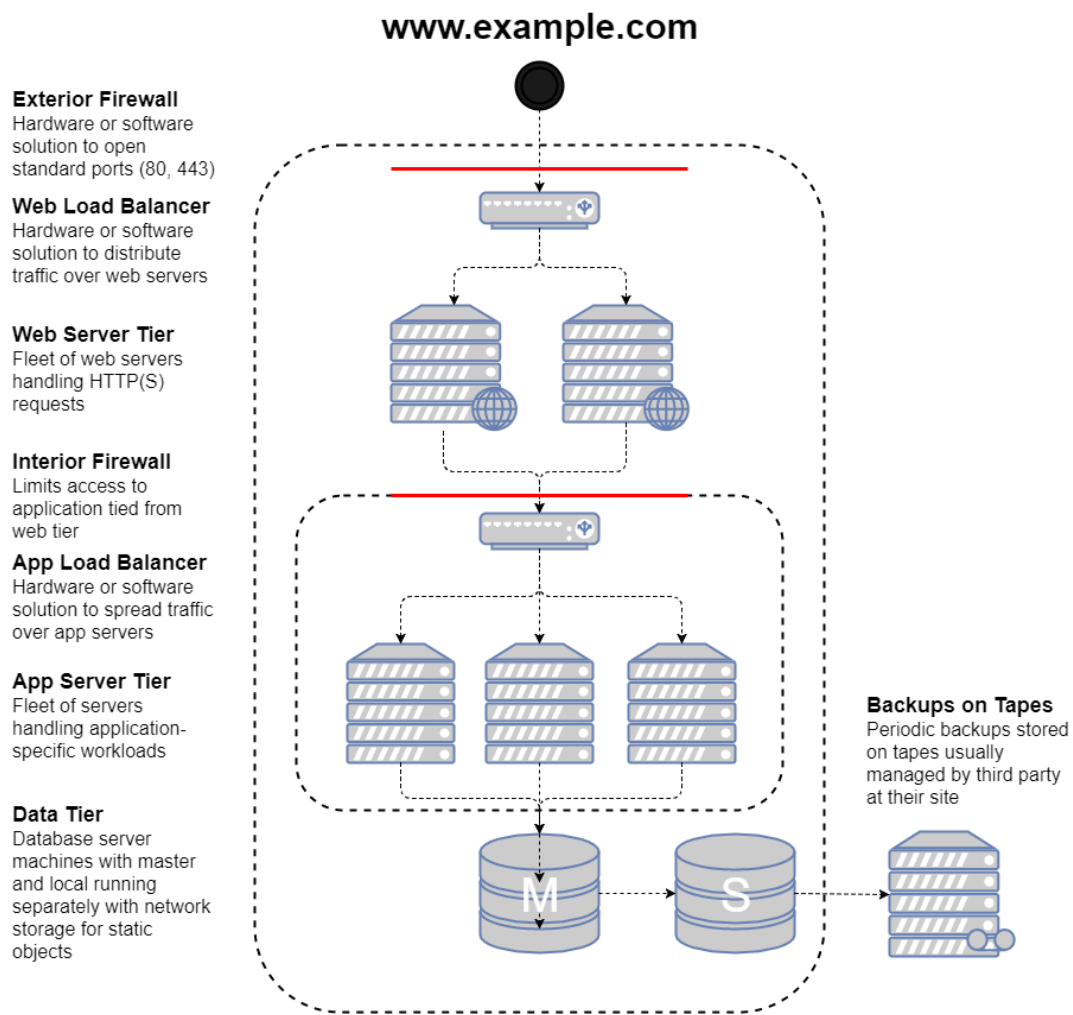 www.example.com
Exterior Firewall
Hardware or software
solution to open
standard ports (80, 443)
Web Load Balancer
Hardware or software
solution to distribute
traffic over web servers
Web Server Tier
Fleet of web servers
handling HTTP(S)
requests
Interior Firewall
Limits access to
application tied from
web tier
App Load Balancer
Hardware or software
solution to spread traffic
over app servers
App Server Tier
Fleet of servers
handling application-
specific workloads
Data Tier
Database server
machines with master
and local running
separately with network
storage for static
objects
M
S
Backups on Tapes
Periodic backups stored
on tapes usually
managed by third party
at their site